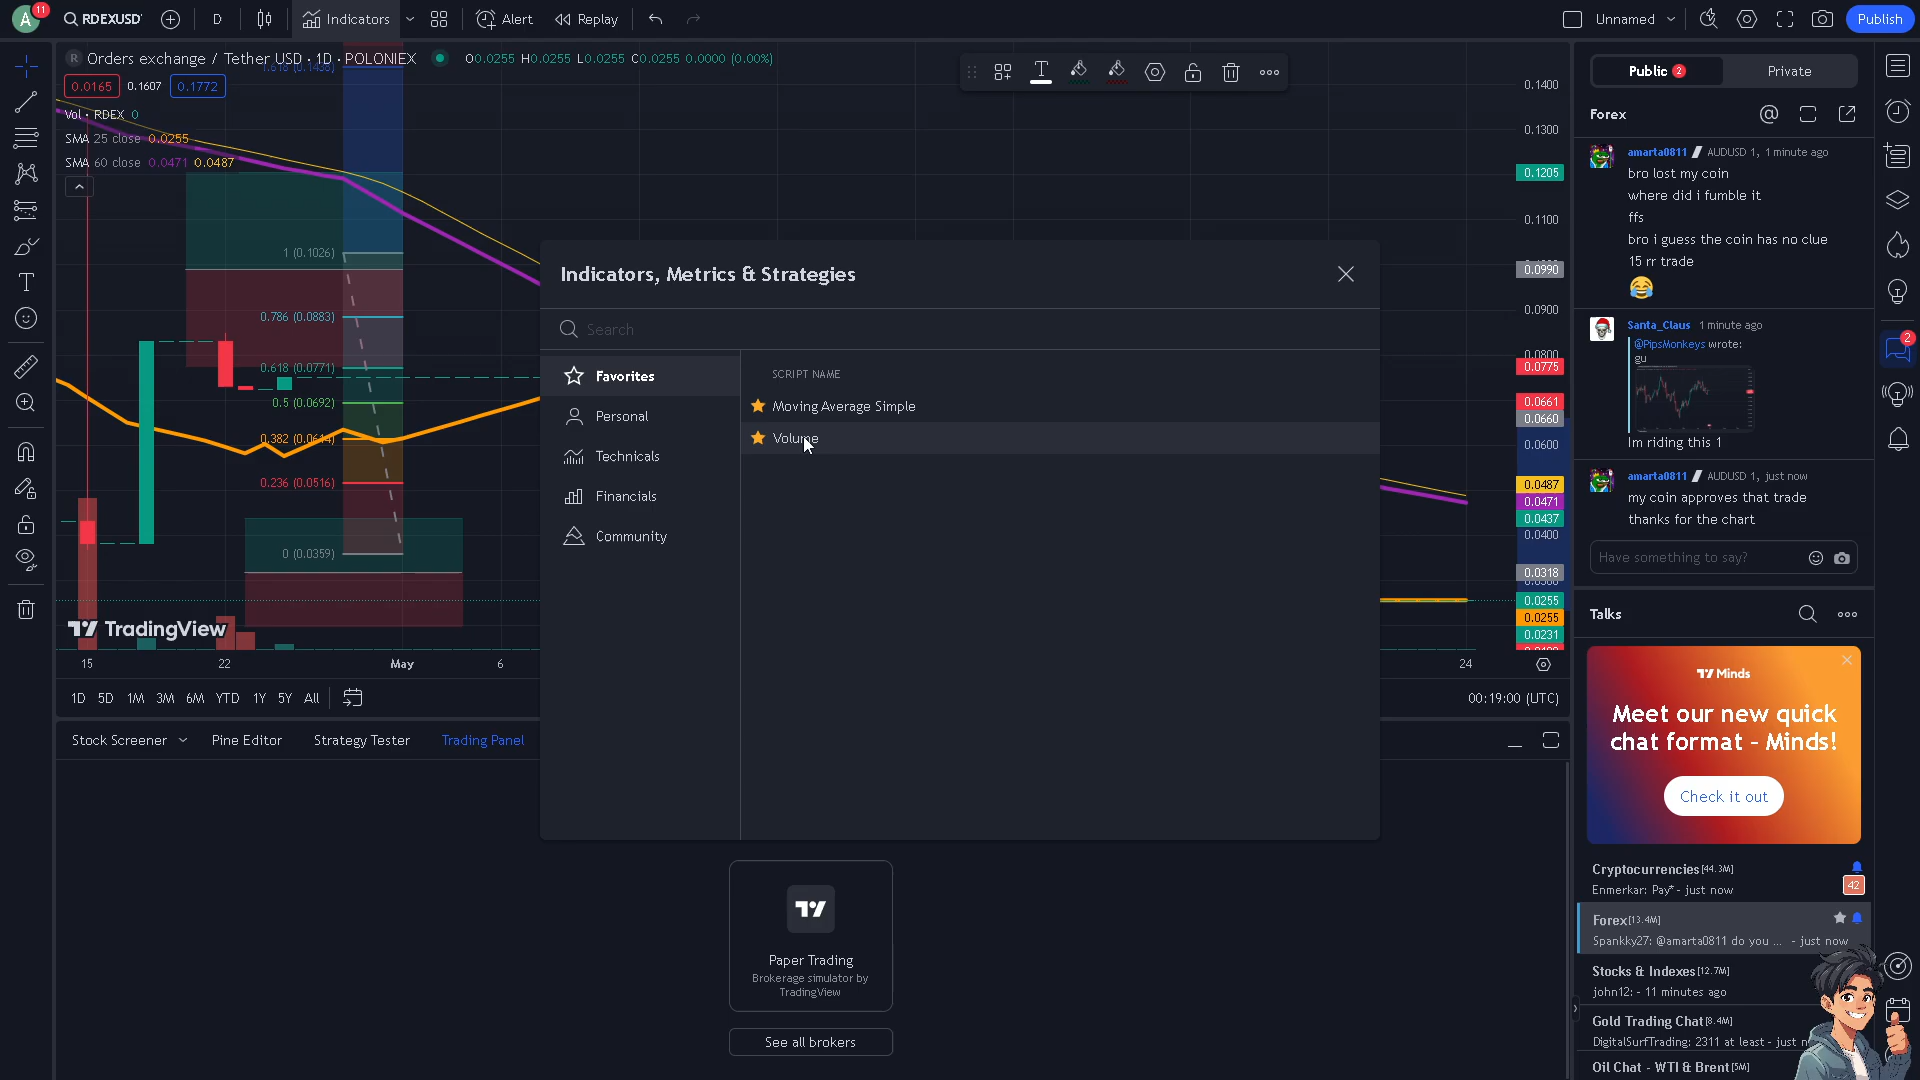 A
11
RDEXUSDT
D
Indicators
Alert
Replay
Unnamed
Publish
R
Orders exchange / Tether USD · 1D · POLONIEX
O0.0255 H0.0255 L0.0255 C0.0255 0.0000 (0.00%)
1.618 (0.1438)
0.0165
0.1607
0.1772
Vol · RDEX 0
SMA 25 close 0.0255
SMA 60 close 0.0471 0.0487
1 (0.1026)
0.786 (0.0883)
0.618 (0.0771)
0.5 (0.0692)
0.382 (0.0614)
0.236 (0.0516)
0 (0.0359)
TradingView
15
22
May
6
24
0.1400
0.1300
0.1205
0.1100
0.0990
0.0900
0.0800
0.0775
0.0661
0.0660
0.0600
0.0487
0.0471
0.0437
0.0400
0.0318
0.0255
0.0255
0.0231
1D 5D 1M 3M 6M YTD 1Y 5Y All
00:19:00 (UTC)
Stock Screener
Pine Editor
Strategy Tester
Trading Panel
Indicators, Metrics & Strategies
Search
Favorites
Personal
Technicals
Financials
Community
SCRIPT NAME
Moving Average Simple
Volume
Paper Trading
Brokerage simulator by
TradingView
See all brokers
Public 2
Private
Forex
amarta0811 AUDUSD 1, 1 minute ago
bro lost my coin
where did i fumble it
ffs
bro i guess the coin has no clue
15 rr trade
Santa_Claus 1 minute ago
@PipsMonkeys wrote:
gu
Im riding this 1
amarta0811 AUDUSD 1, just now
my coin approves that trade
thanks for the chart
Have something to say?
2
Talks
Minds
Meet our new quick
chat format - Minds!
Check it out
Cryptocurrencies[44.3M]
Enmerkar: Pay* - just now
42
Forex[13.4M]
Spankky27: @amarta0811 do you ... - just now
Stocks & Indexes[12.7M]
john12: - 11 minutes ago
Gold Trading Chat[8.4M]
DigitalSurfTrading: 2311 at least - just
Oil Chat - WTI & Brent[5M]